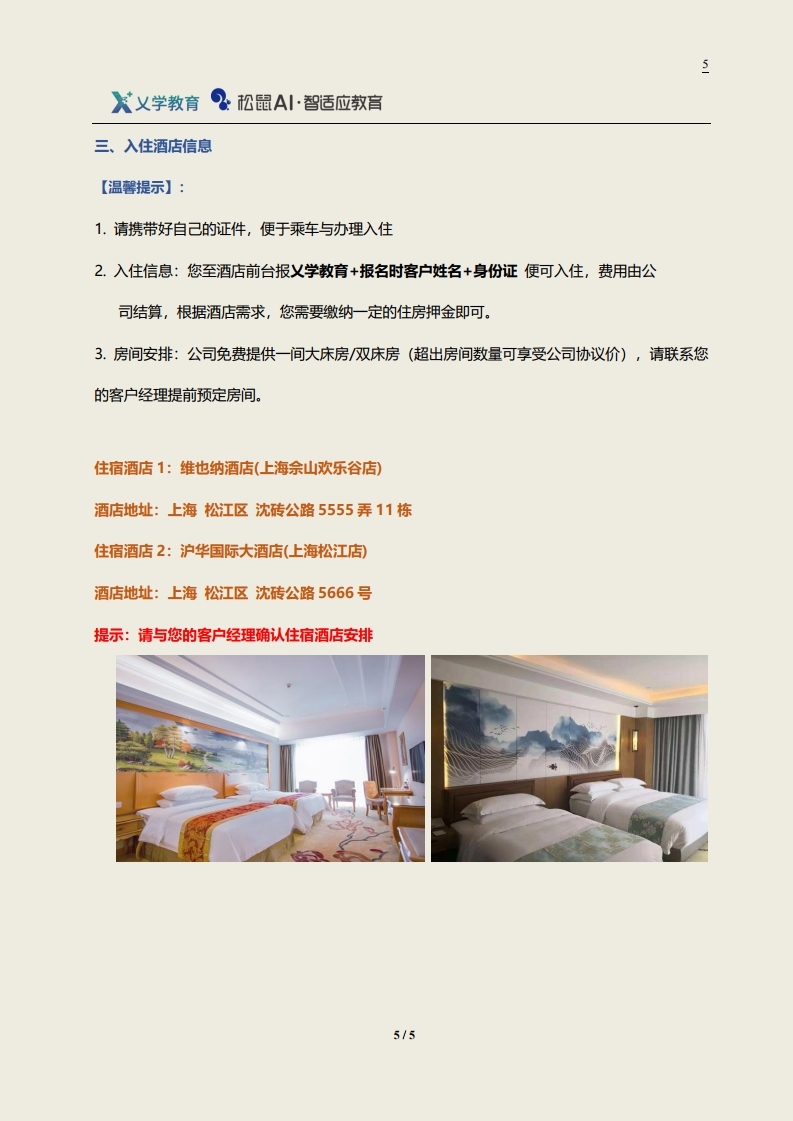 5
乂学教育 松鼠AI·智适应教育
三、入住酒店信息
【温馨提示】：
1. 请携带好自己的证件，便于乘车与办理入住
2. 入住信息：您至酒店前台报乂学教育+报名时客户姓名+身份证 便可入住，费用由公
司结算，根据酒店需求，您需要缴纳一定的住房押金即可。
3. 房间安排：公司免费提供一间大床房/双床房（超出房间数量可享受公司协议价），请联系您
的客户经理提前预定房间。
住宿酒店 1：维也纳酒店(上海佘山欢乐谷店)
酒店地址：上海 松江区 沈砖公路 5555 弄 11 栋
住宿酒店 2：沪华国际大酒店(上海松江店)
酒店地址：上海 松江区 沈砖公路 5666 号
提示：请与您的客户经理确认住宿酒店安排
5 / 5